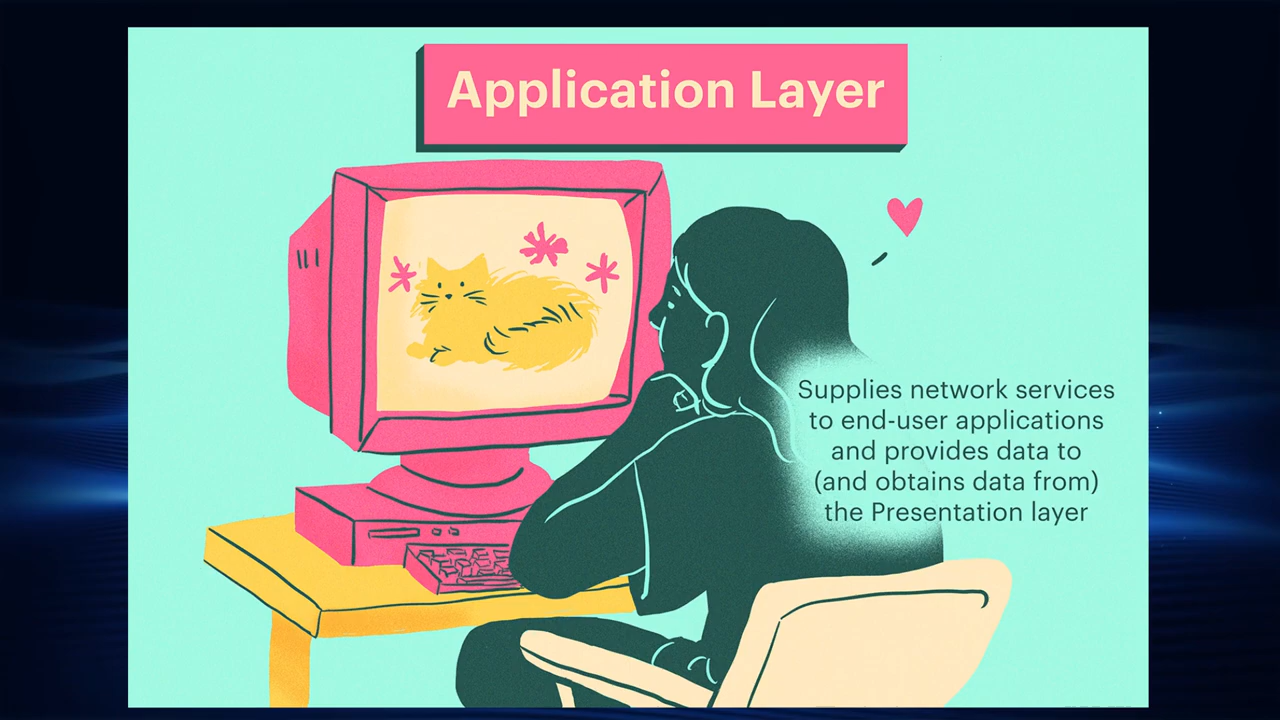 Application Layer
Supplies network services
to end-user applications
and provides data to
(and obtains data from)
the Presentation layer